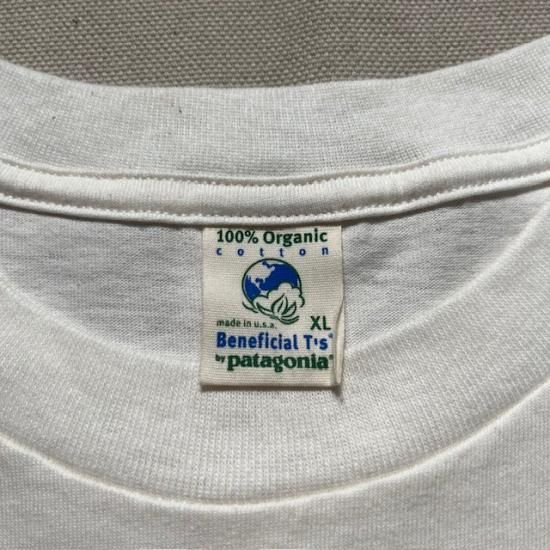 100% Organic
cotton
made in u.s.a. XL
Beneficial T's®
by patagonia®